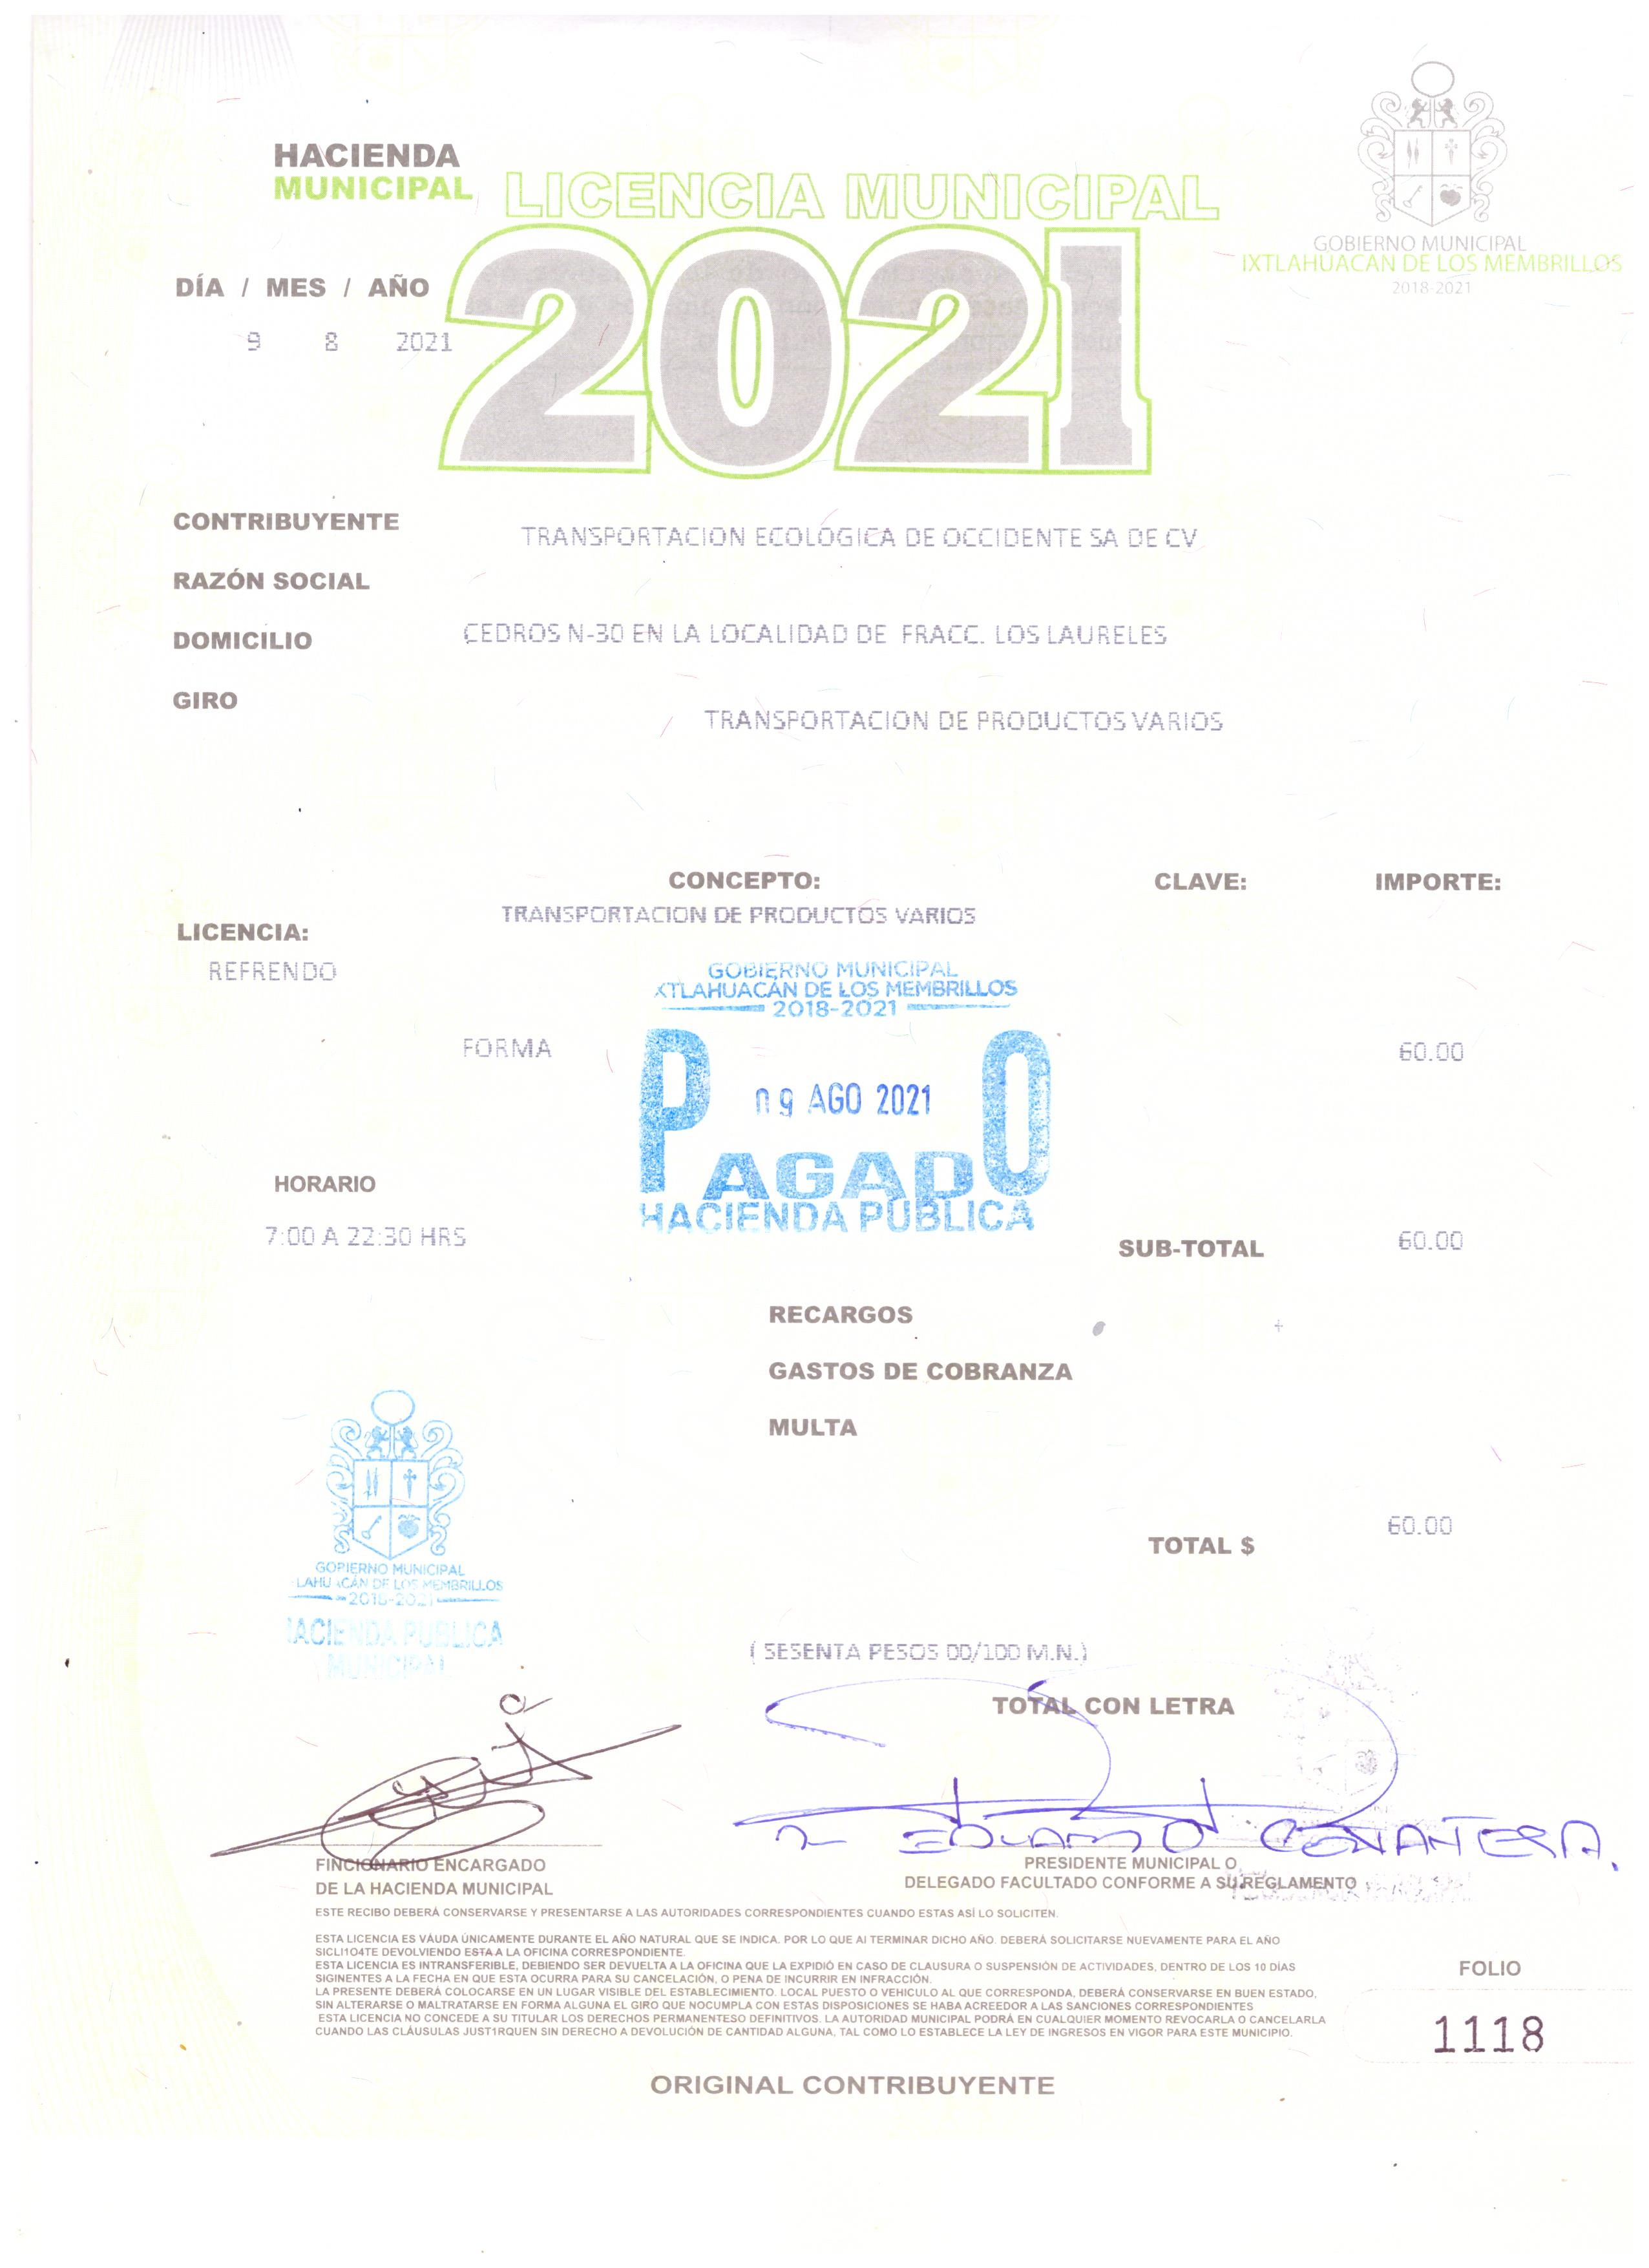 HACIENDA
MUNICIPAL
LICENCIA MUNICIPAL
2021
GOBIERNO MUNICIPAL
IXTLAHUACÁN DE LOS MEMBRILLOS
2018-2021
DÍA / MES / AÑO
9 8 2021
CONTRIBUYENTE
TRANSPORTACION ECOLOGICA DE OCCIDENTE SA DE CV
RAZÓN SOCIAL
DOMICILIO
CEDROS N-30 EN LA LOCALIDAD DE FRACC. LOS LAURELES
GIRO
TRANSPORTACION DE PRODUCTOS VARIOS
CONCEPTO: CLAVE: IMPORTE:
TRANSPORTACION DE PRODUCTOS VARIOS
LICENCIA:
REFRENDO
GOBIERNO MUNICIPAL
XTLAHUACÁN DE LOS MEMBRILLOS
2018-2021
FORMA 60.00
09 AGO 2021
PAGADO
HACIENDA PÚBLICA
HORARIO
7:00 A 22:30 HRS
SUB-TOTAL 60.00
RECARGOS
GASTOS DE COBRANZA
MULTA
TOTAL $ 60.00
GOBIERNO MUNICIPAL
LAHUACÁN DE LOS MEMBRILLOS
2018-2021
HACIENDA PUBLICA
MUNICIPAL
( SESENTA PESOS 00/100 M.N.)
TOTAL CON LETRA
EDUARDO CERVANTES A.
FINCIONARIO ENCARGADO
DE LA HACIENDA MUNICIPAL
PRESIDENTE MUNICIPAL O
DELEGADO FACULTADO CONFORME A SU REGLAMENTO
ESTE RECIBO DEBERÁ CONSERVARSE Y PRESENTARSE A LAS AUTORIDADES CORRESPONDIENTES CUANDO ESTAS ASÍ LO SOLICITEN.
ESTA LICENCIA ES VÁUDA ÚNICAMENTE DURANTE EL AÑO NATURAL QUE SE INDICA. POR LO QUE AI TERMINAR DICHO AÑO. DEBERÁ SOLICITARSE NUEVAMENTE PARA EL AÑO
SICLI1O4TE DEVOLVIENDO ESTA A LA OFICINA CORRESPONDIENTE.
ESTA LICENCIA ES INTRANSFERIBLE, DEBIENDO SER DEVUELTA A LA OFICINA QUE LA EXPIDIÓ EN CASO DE CLAUSURA O SUSPENSIÓN DE ACTIVIDADES, DENTRO DE LOS 10 DÍAS
SIGINENTES A LA FECHA EN QUE ESTA OCURRA PARA SU CANCELACIÓN, O PENA DE INCURRIR EN INFRACCIÓN.
LA PRESENTE DEBERÁ COLOCARSE EN UN LUGAR VISIBLE DEL ESTABLECIMIENTO. LOCAL PUESTO O VEHICULO AL QUE CORRESPONDA, DEBERÁ CONSERVARSE EN BUEN ESTADO,
SIN ALTERARSE O MALTRATARSE EN FORMA ALGUNA EL GIRO QUE NOCUMPLA CON ESTAS DISPOSICIONES SE HABA ACREEDOR A LAS SANCIONES CORRESPONDIENTES
ESTA LICENCIA NO CONCEDE A SU TITULAR LOS DERECHOS PERMANENTESO DEFINITIVOS. LA AUTORIDAD MUNICIPAL PODRÁ EN CUALQUIER MOMENTO REVOCARLA O CANCELARLA
CUANDO LAS CLÁUSULAS JUST1RQUEN SIN DERECHO A DEVOLUCIÓN DE CANTIDAD ALGUNA, TAL COMO LO ESTABLECE LA LEY DE INGRESOS EN VIGOR PARA ESTE MUNICIPIO.
FOLIO
1118
ORIGINAL CONTRIBUYENTE